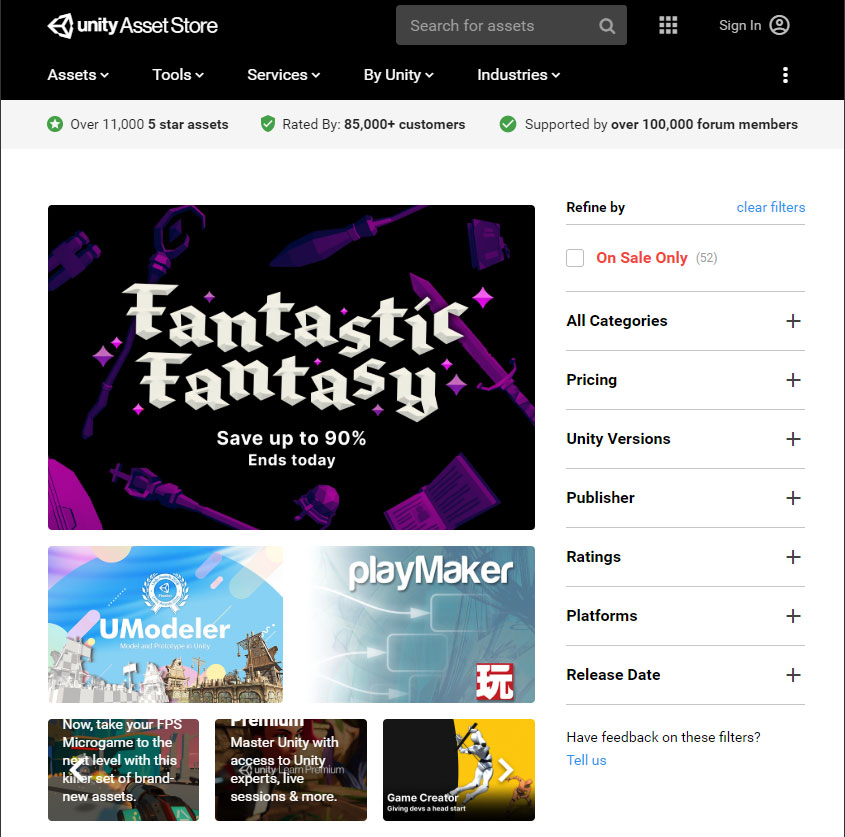 unity Asset Store
Search for assets
Sign In
Assets
Tools
Services
By Unity
Industries
Over 11,000 5 star assets
Rated By: 85,000+ customers
Supported by over 100,000 forum members
Fantastic
Fantasy
Save up to 90%
Ends today
Refine by
clear filters
On Sale Only (52)
All Categories
Pricing
Unity Versions
Publisher
Ratings
Platforms
Release Date
Have feedback on these filters?
Tell us
UModeler
Model and Prototype in Unity
playMaker
玩
Now, take your FPS
Microgame to the
next level with this
killer set of brand-
new assets.
Premium
Master Unity with
access to Unity
experts, live
sessions & more.
unity Learn Premium
Game Creator
Giving devs a head start